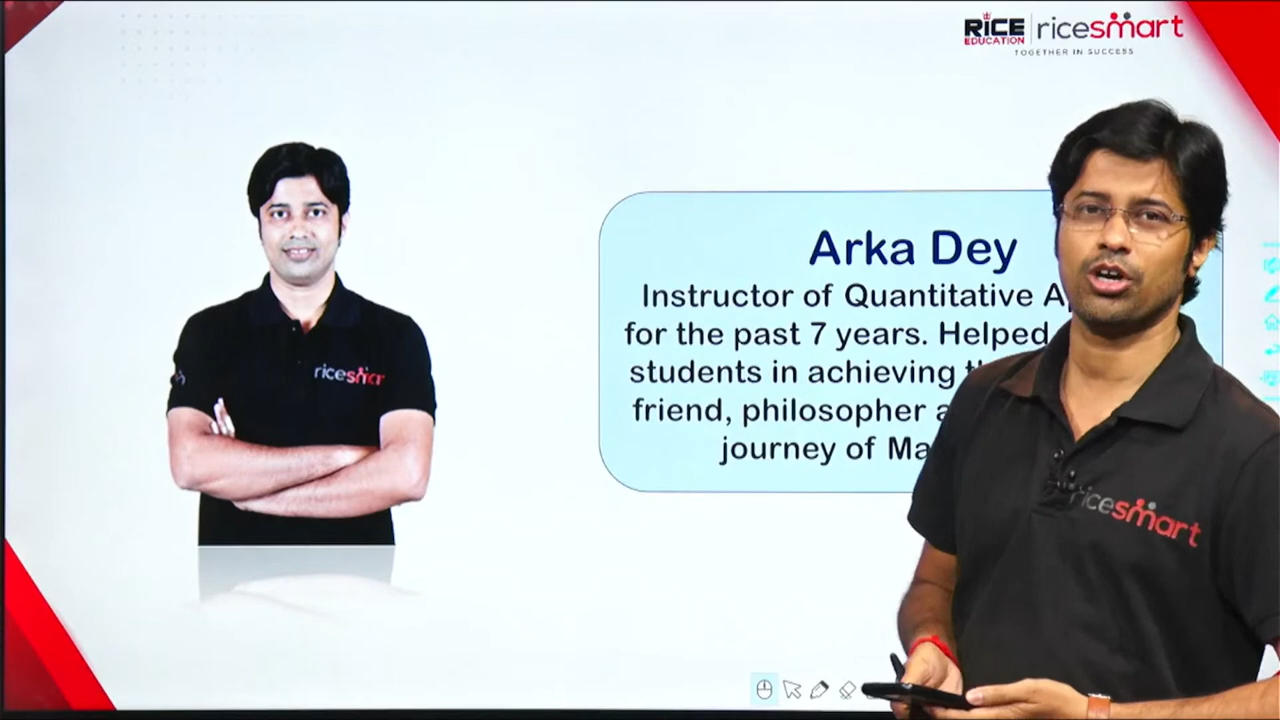 RICE EDUCATION ricesmart
TOGETHER IN SUCCESS
Arka Dey
Instructor of Quantitative
for the past 7 years. Helped
students in achieving
friend, philosopher
journey of
ricesmart
ricesmart